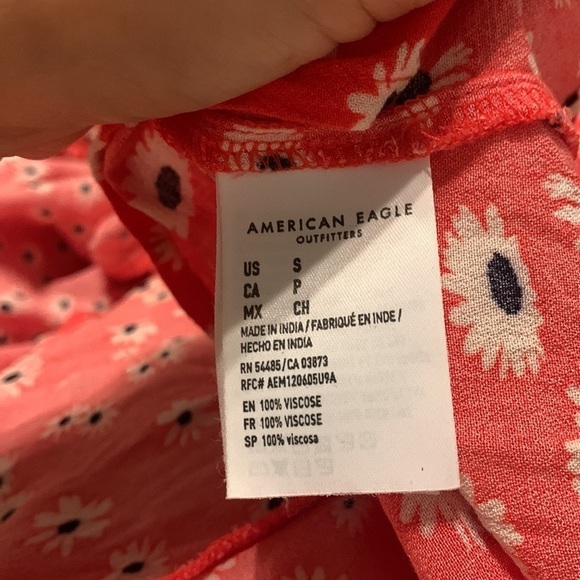 AMERICAN EAGLE
OUTFITTERS
US S
CA P
MX CH
MADE IN INDIA / FABRIQUÉ EN INDE /
HECHO EN INDIA
RN 54485/CA 03873
RFC# AEM120605U9A
EN 100% VISCOSE
FR 100% VISCOSE
SP 100% viscosa